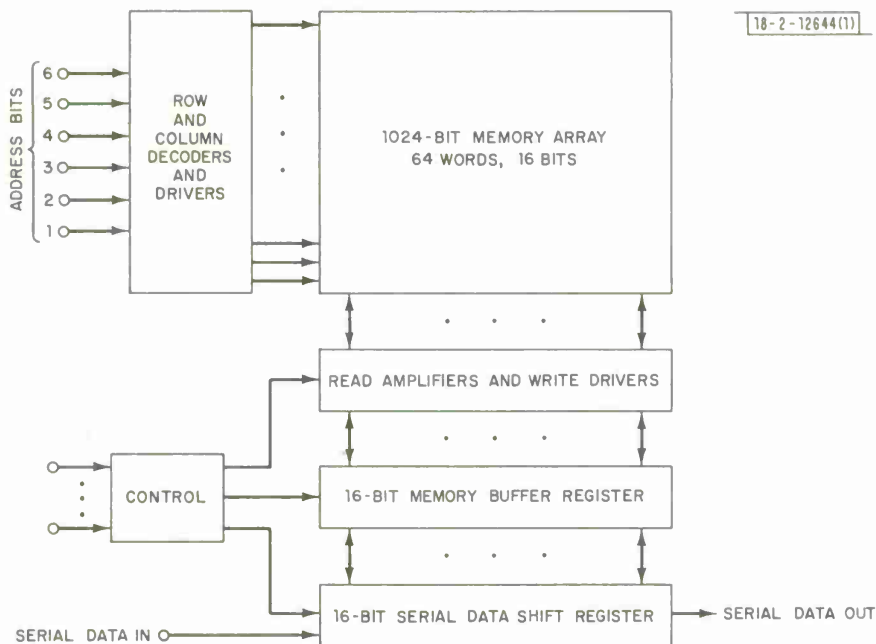 18-2-12644(1)
ADDRESS BITS
6
5
4
3
2
1
ROW
AND
COLUMN
DECODERS
AND
DRIVERS
1024-BIT MEMORY ARRAY
64 WORDS, 16 BITS
READ AMPLIFIERS AND WRITE DRIVERS
CONTROL
16-BIT MEMORY BUFFER REGISTER
16-BIT SERIAL DATA SHIFT REGISTER
SERIAL DATA OUT
SERIAL DATA IN